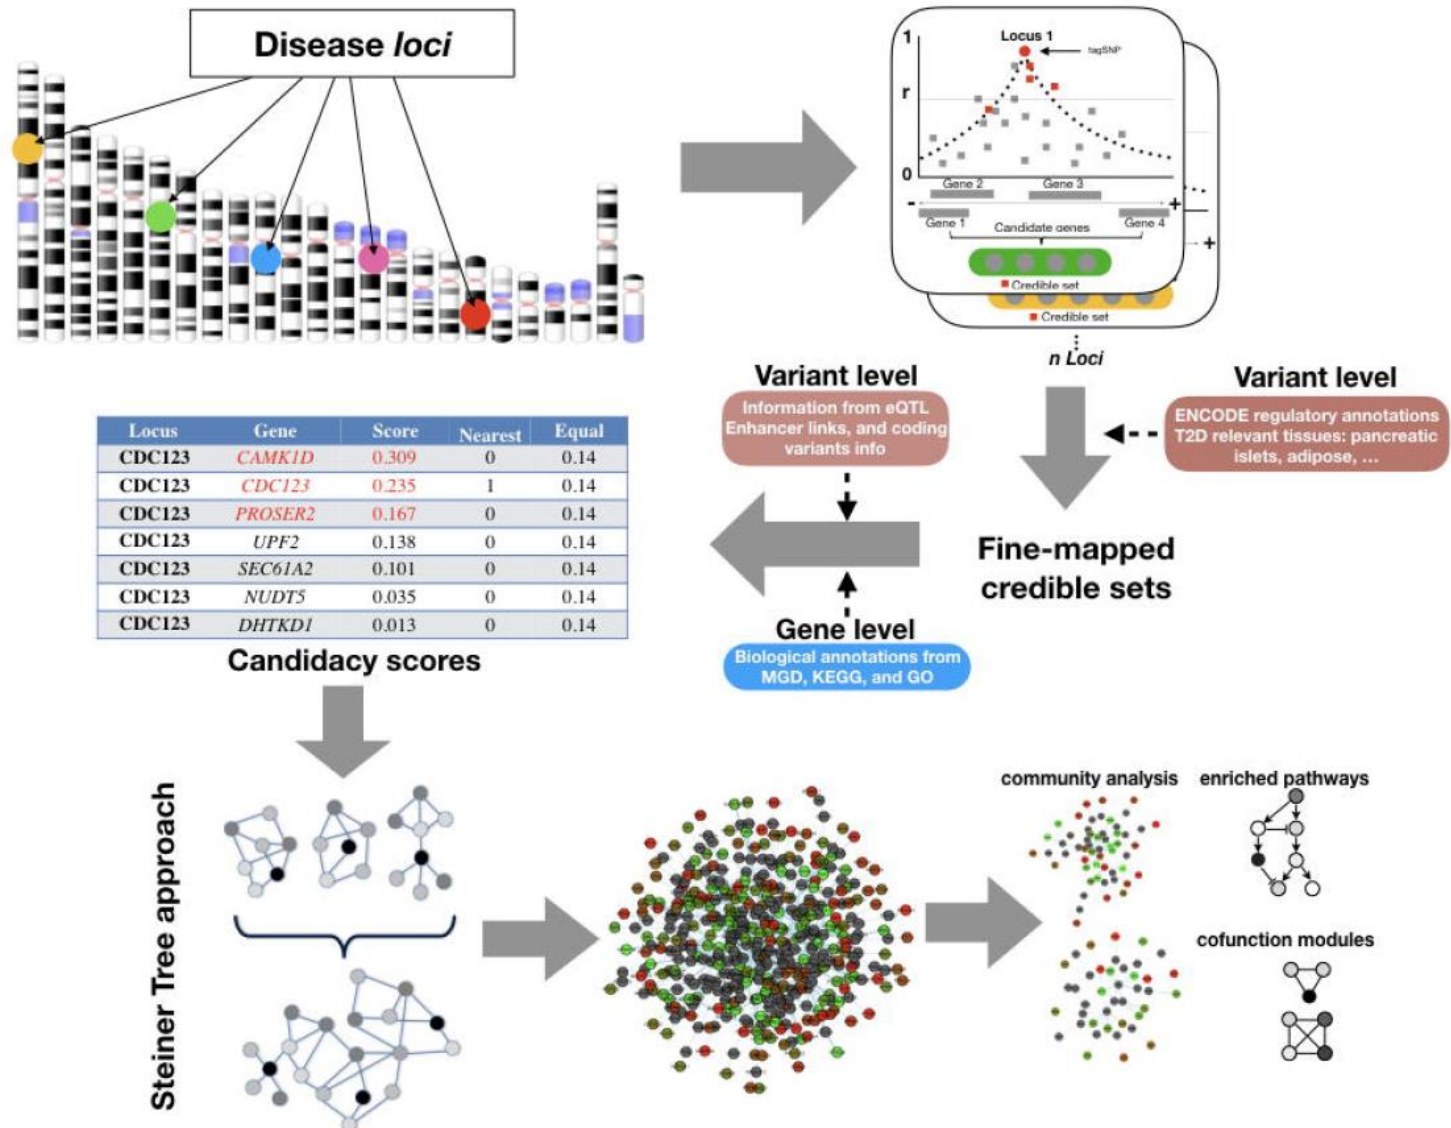 Disease loci
Locus 1
tagSNP
1
r
0
Gene 2
Gene 3
-
+
Gene 1
Gene 4
Candidate genes
Credible set
+
Credible set
n Loci
Variant level
Information from eQTL
Enhancer links, and coding
variants info
Variant level
ENCODE regulatory annotations
T2D relevant tissues: pancreatic
islets, adipose, ...
Fine-mapped
credible sets
Gene level
Biological annotations from
MGD, KEGG, and GO
Locus Gene Score Nearest Equal
CDC123 CAMK1D 0.309 0 0.14
CDC123 CDC123 0.235 1 0.14
CDC123 PROSER2 0.167 0 0.14
CDC123 UPF2 0.138 0 0.14
CDC123 SEC61A2 0.101 0 0.14
CDC123 NUDT5 0.035 0 0.14
CDC123 DHTKD1 0.013 0 0.14
Candidacy scores
Steiner Tree approach
community analysis
enriched pathways
cofunction modules